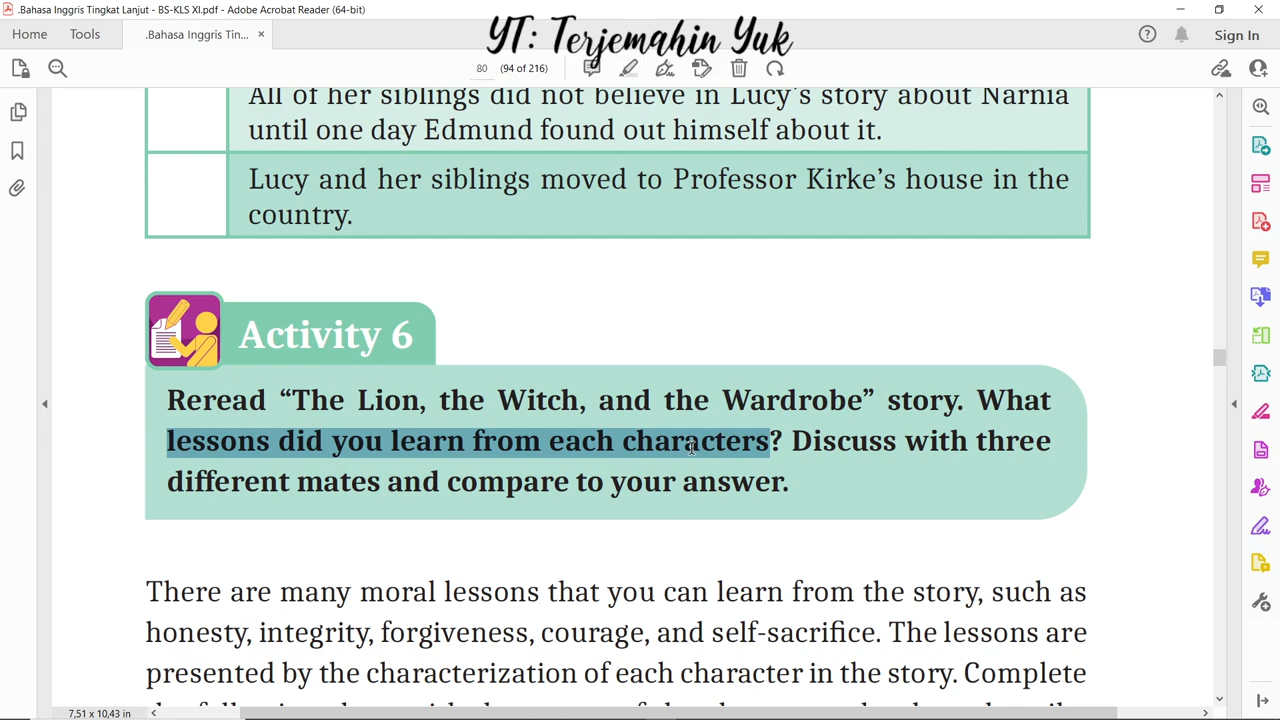 .Bahasa Inggris Tingkat Lanjut - BS-KLS XI.pdf - Adobe Acrobat Reader (64-bit)
Home Tools .Bahasa Inggris Tin... × Sign In
YT: Terjemahin Yuk
80 (94 of 216)
All of her siblings did not believe in Lucy's story about Narnia
until one day Edmund found out himself about it.
Lucy and her siblings moved to Professor Kirke's house in the
country.
Activity 6
Reread “The Lion, the Witch, and the Wardrobe” story. What
lessons did you learn from each characters? Discuss with three
different mates and compare to your answer.
There are many moral lessons that you can learn from the story, such as
honesty, integrity, forgiveness, courage, and self-sacrifice. The lessons are
presented by the characterization of each character in the story. Complete
7,51 x 10,43 in